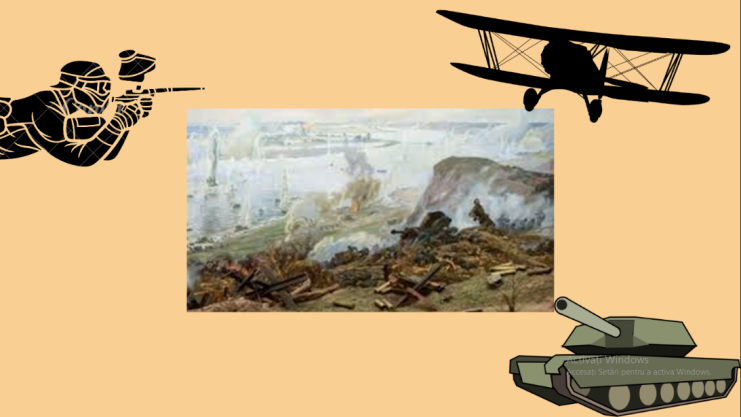 Activați Windows
Accesați Setări pentru a activa Windows.